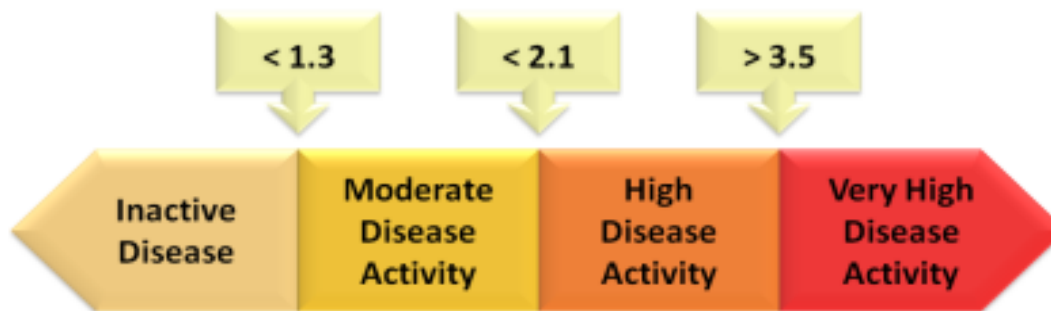 < 1.3
< 2.1
> 3.5
Inactive
Disease
Moderate
Disease
Activity
High
Disease
Activity
Very High
Disease
Activity